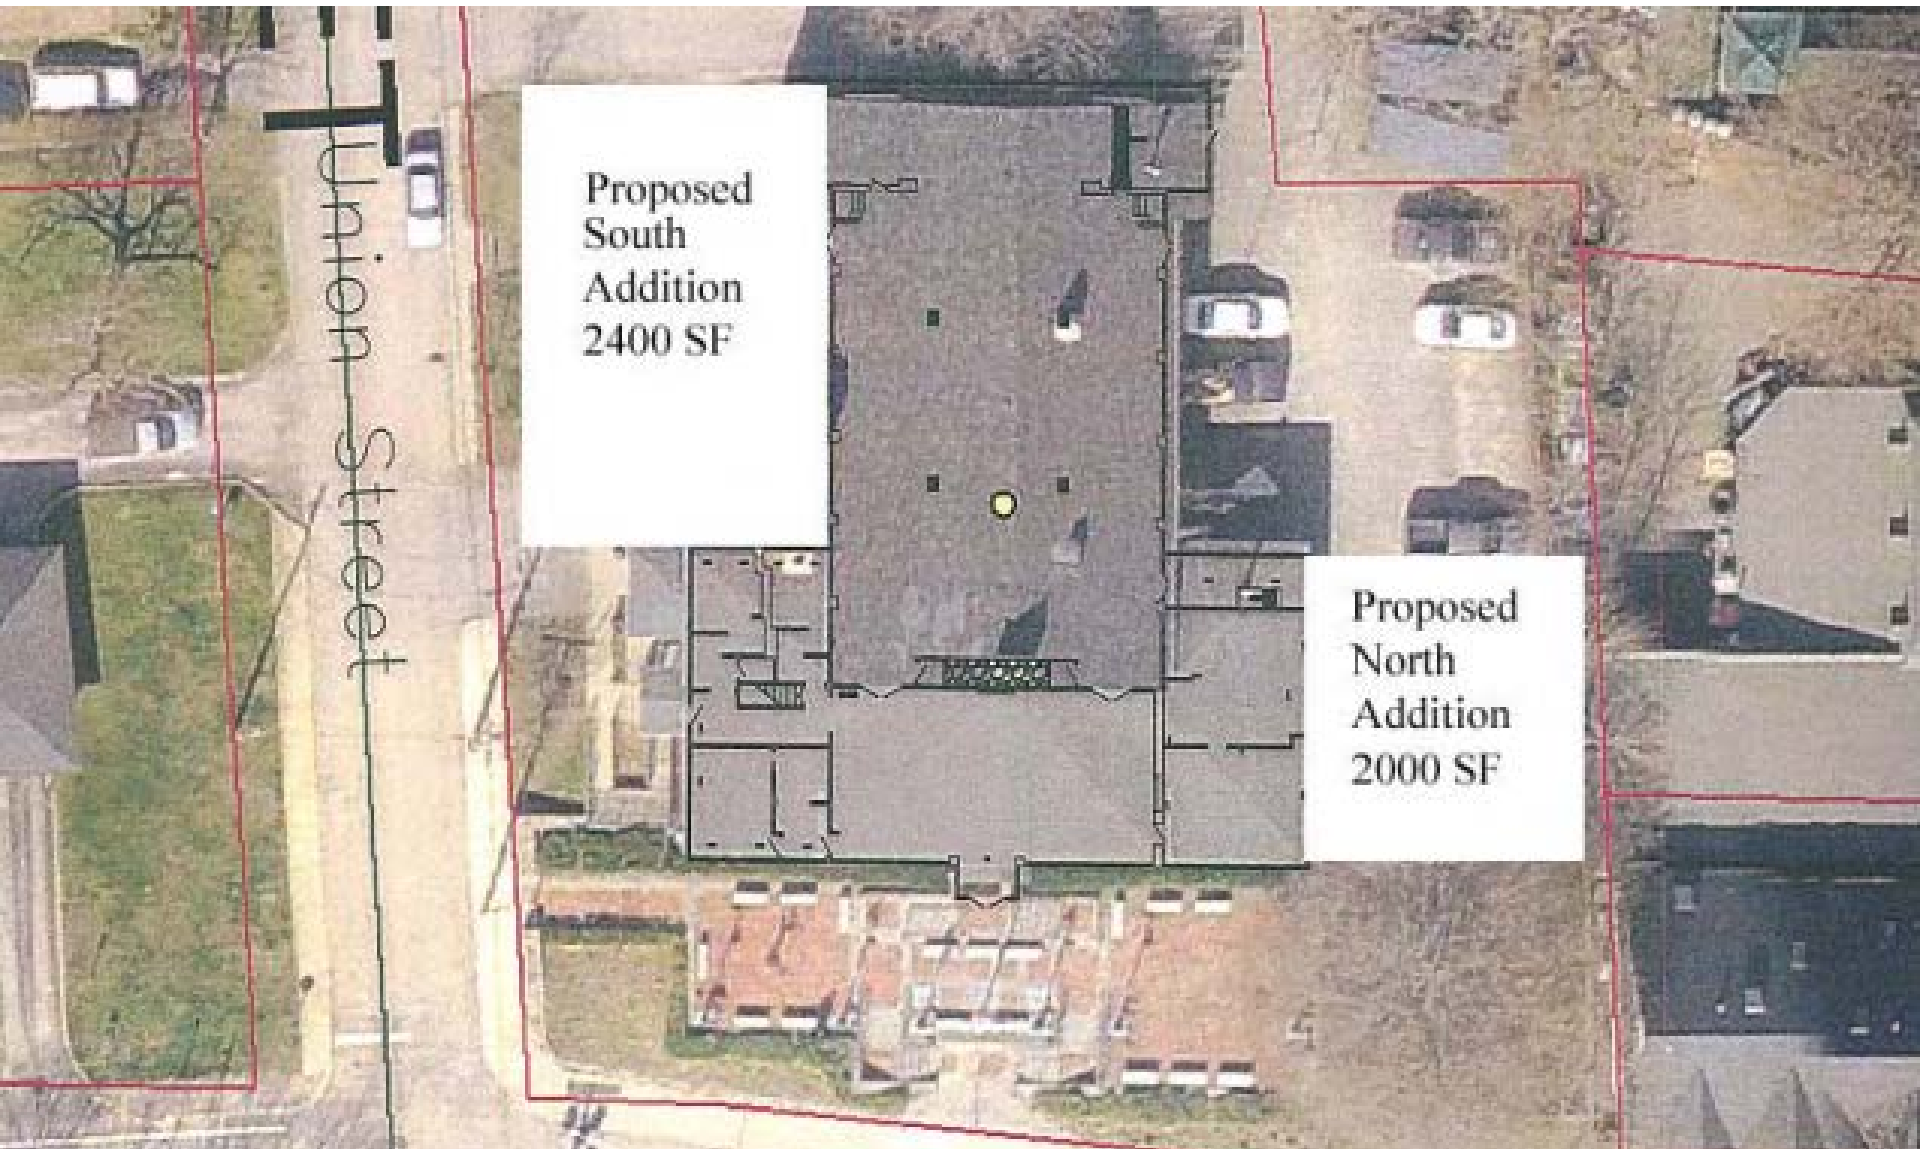 Union Street
Proposed
South
Addition
2400 SF
Proposed
North
Addition
2000 SF